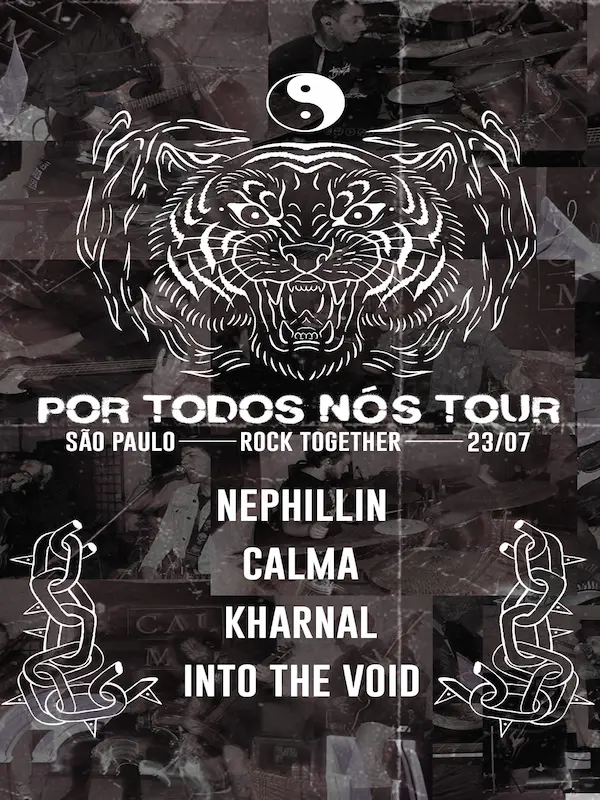 POR TODOS NÓS TOUR
SÃO PAULO ROCK TOGETHER 23/07
NEPHILLIN
CALMA
KHARNAL
INTO THE VOID